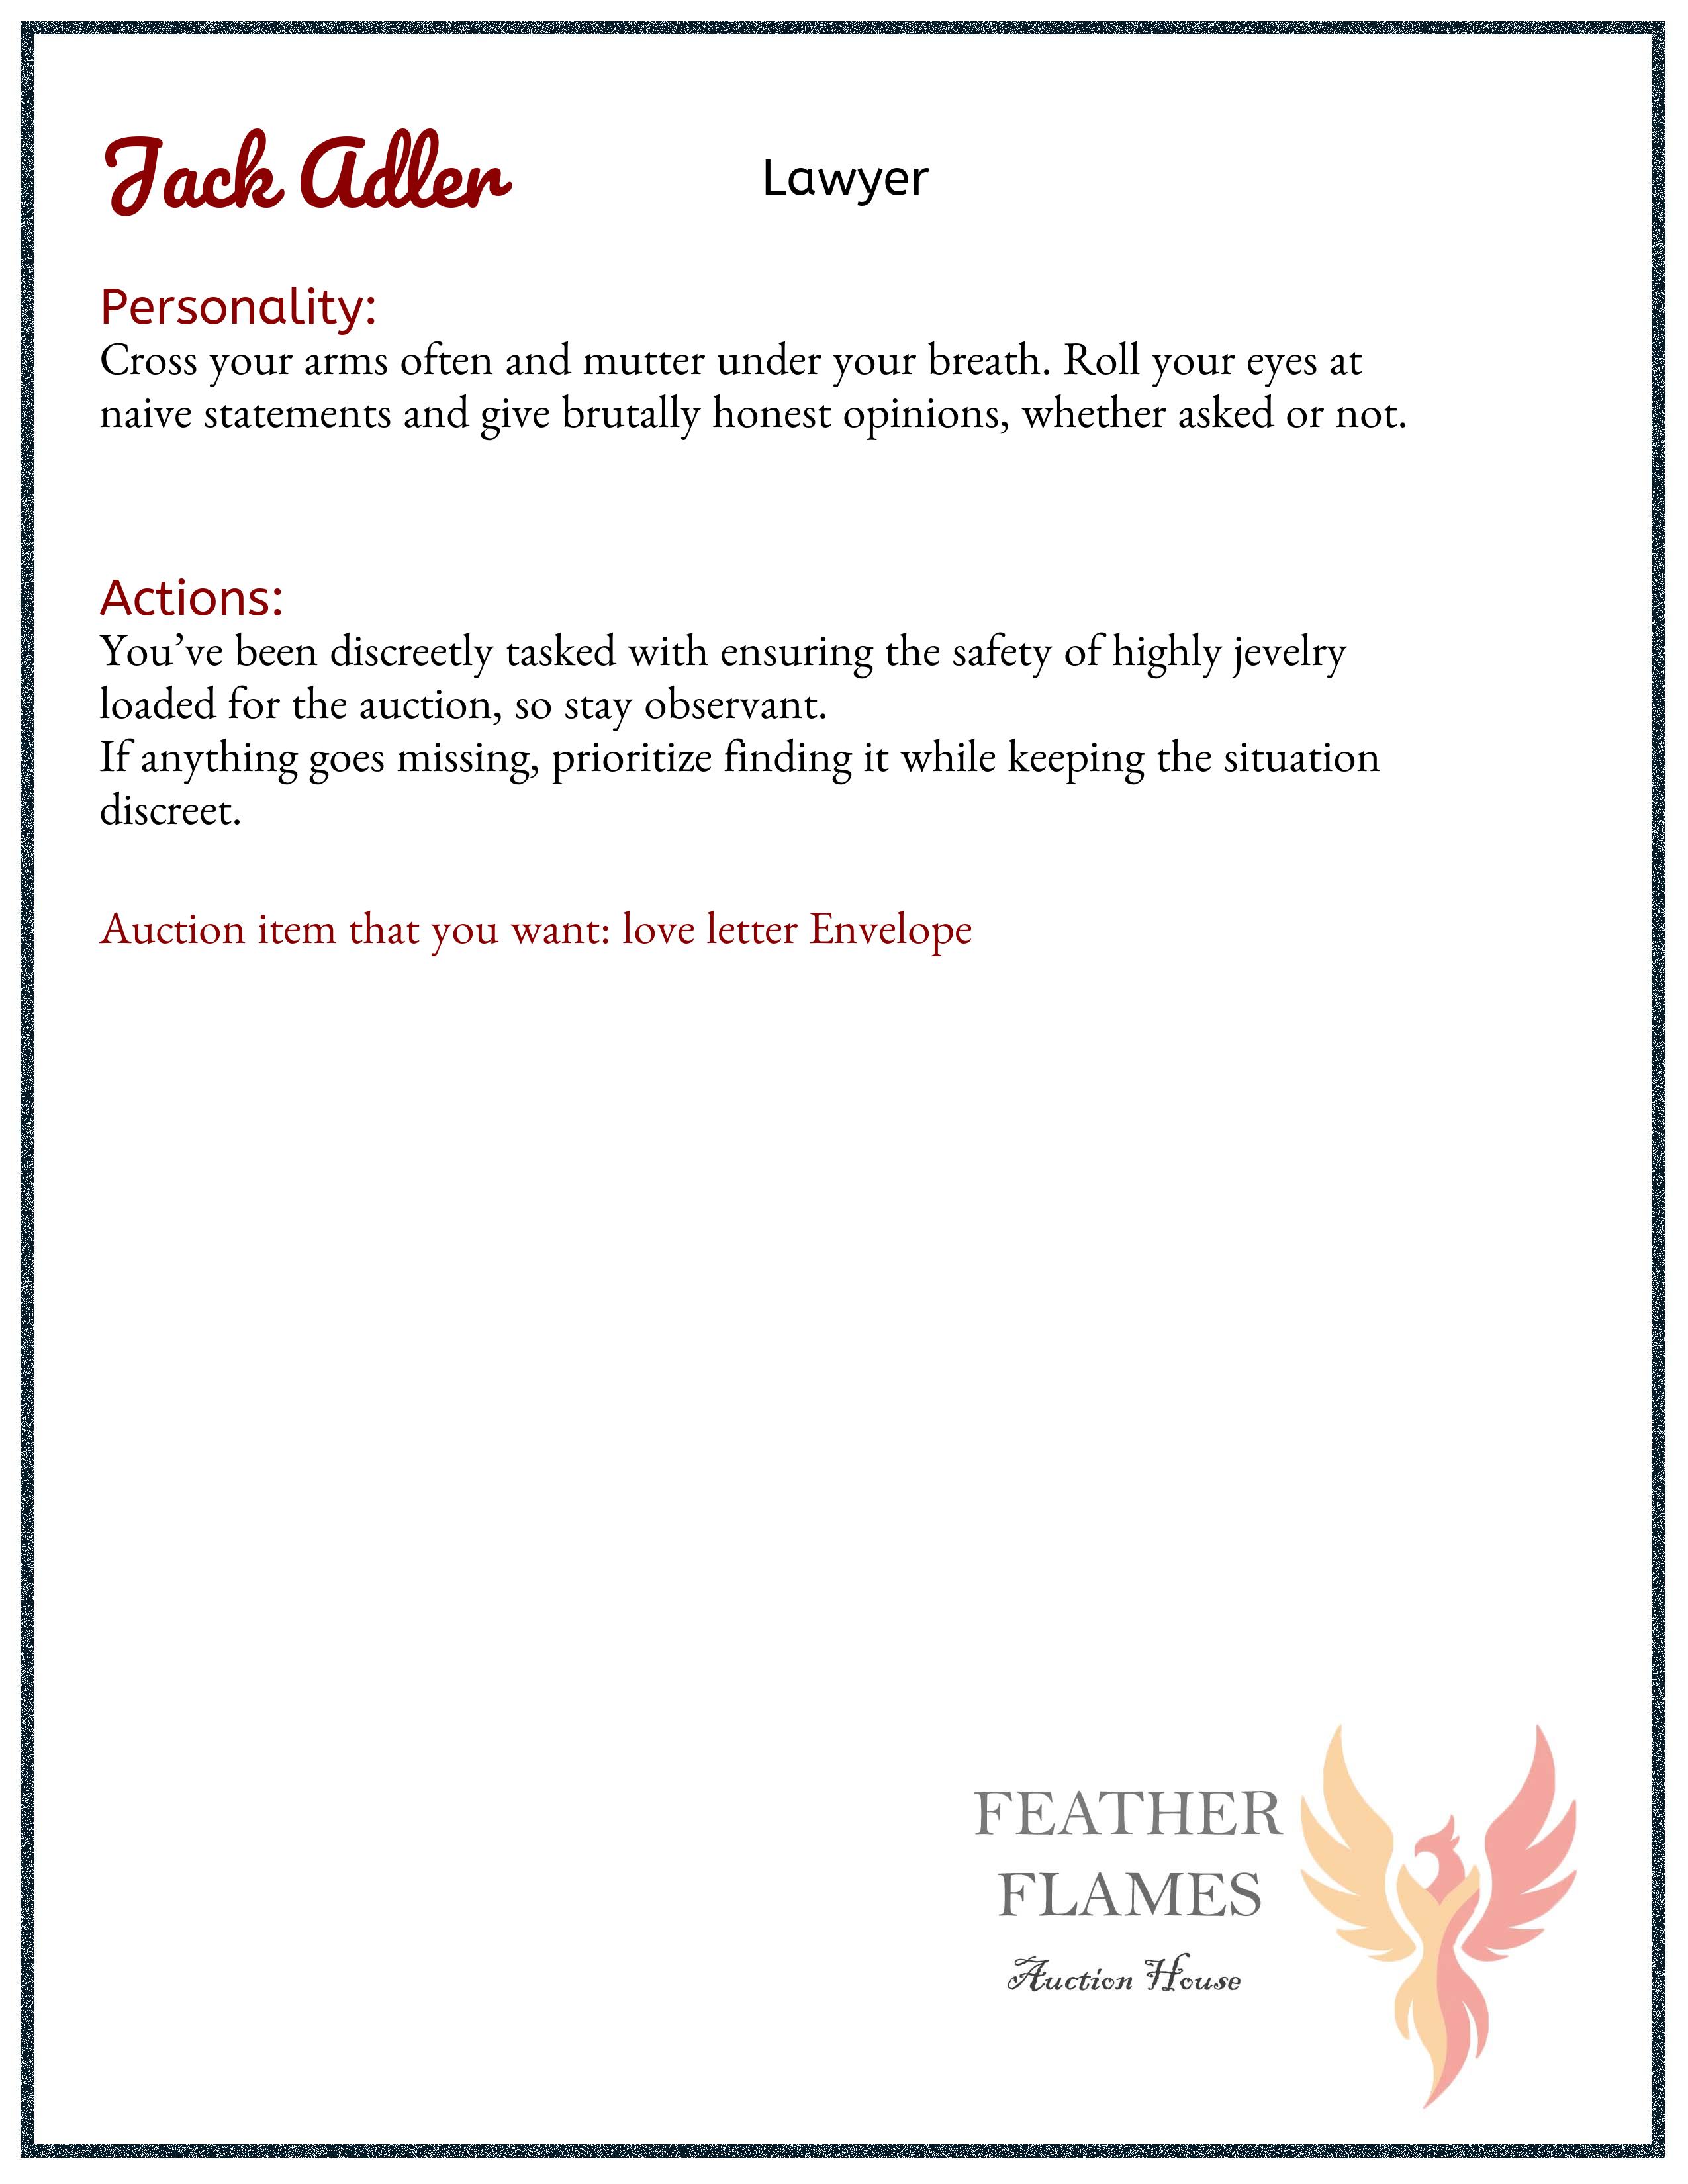 Jack Adler
Lawyer
Personality:
Cross your arms often and mutter under your breath. Roll your eyes at
naive statements and give brutally honest opinions, whether asked or not.
Actions:
You’ve been discreetly tasked with ensuring the safety of highly jevelry
loaded for the auction, so stay observant.
If anything goes missing, prioritize finding it while keeping the situation
discreet.
Auction item that you want: love letter Envelope
FEATHER
FLAMES
Auction House